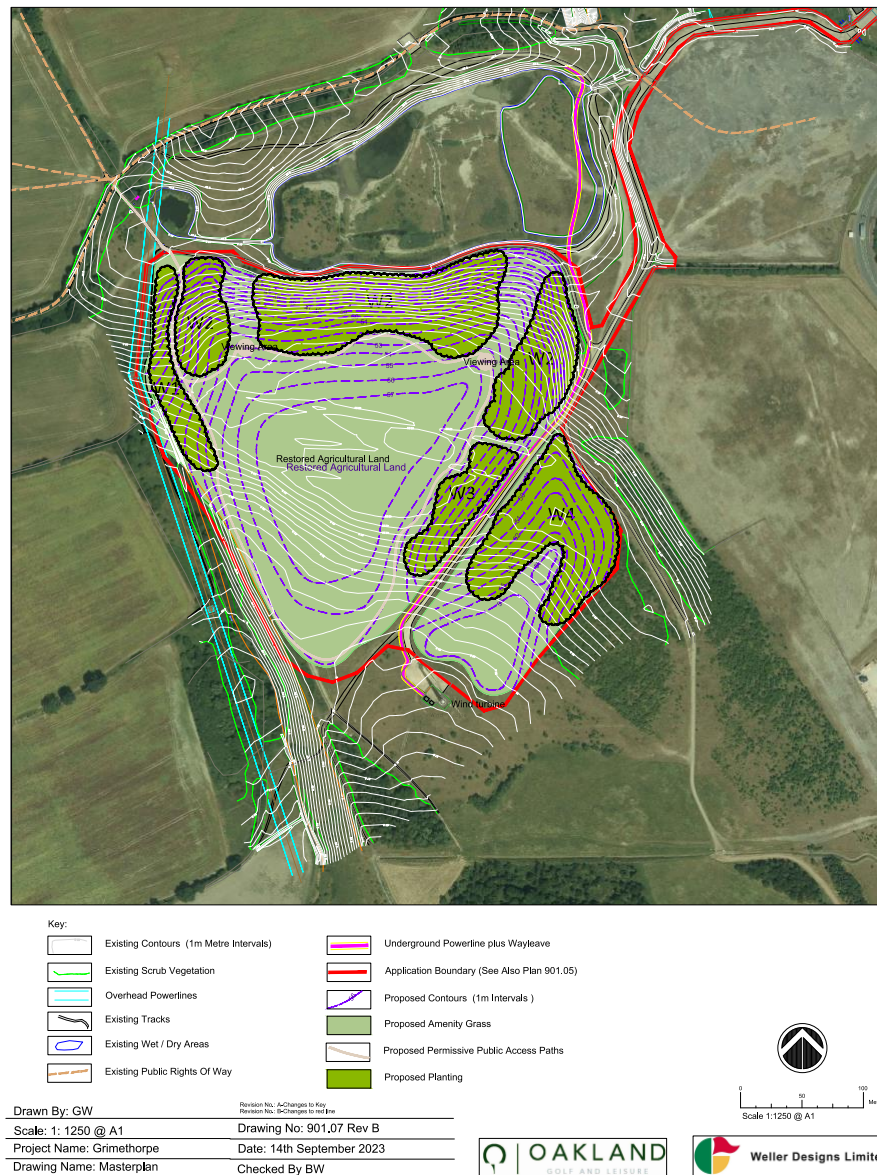 W2
W2
Viewing Area
Viewing Area
W2
W1
Restored Agricultural Land
Restored Agricultural Land
W3
W4
Wind turbine
Key:
Existing Contours (1m Metre Intervals)
Existing Scrub Vegetation
Overhead Powerlines
Existing Tracks
Existing Wet / Dry Areas
Existing Public Rights Of Way
Underground Powerline plus Wayleave
Application Boundary (See Also Plan 901.05)
Proposed Contours (1m Intervals )
Proposed Amenity Grass
Proposed Permissive Public Access Paths
Proposed Planting
0 50 100
Me
Scale 1:1250 @ A1
Drawn By: GW
Scale: 1: 1250 @ A1
Project Name: Grimethorpe
Drawing Name: Masterplan
Revision No.: A-Changes to Key
Revision No.: B-Changes to red line
Drawing No: 901.07 Rev B
Date: 14th September 2023
Checked By BW
OAKLAND
GOLF AND LEISURE
Weller Designs Limite